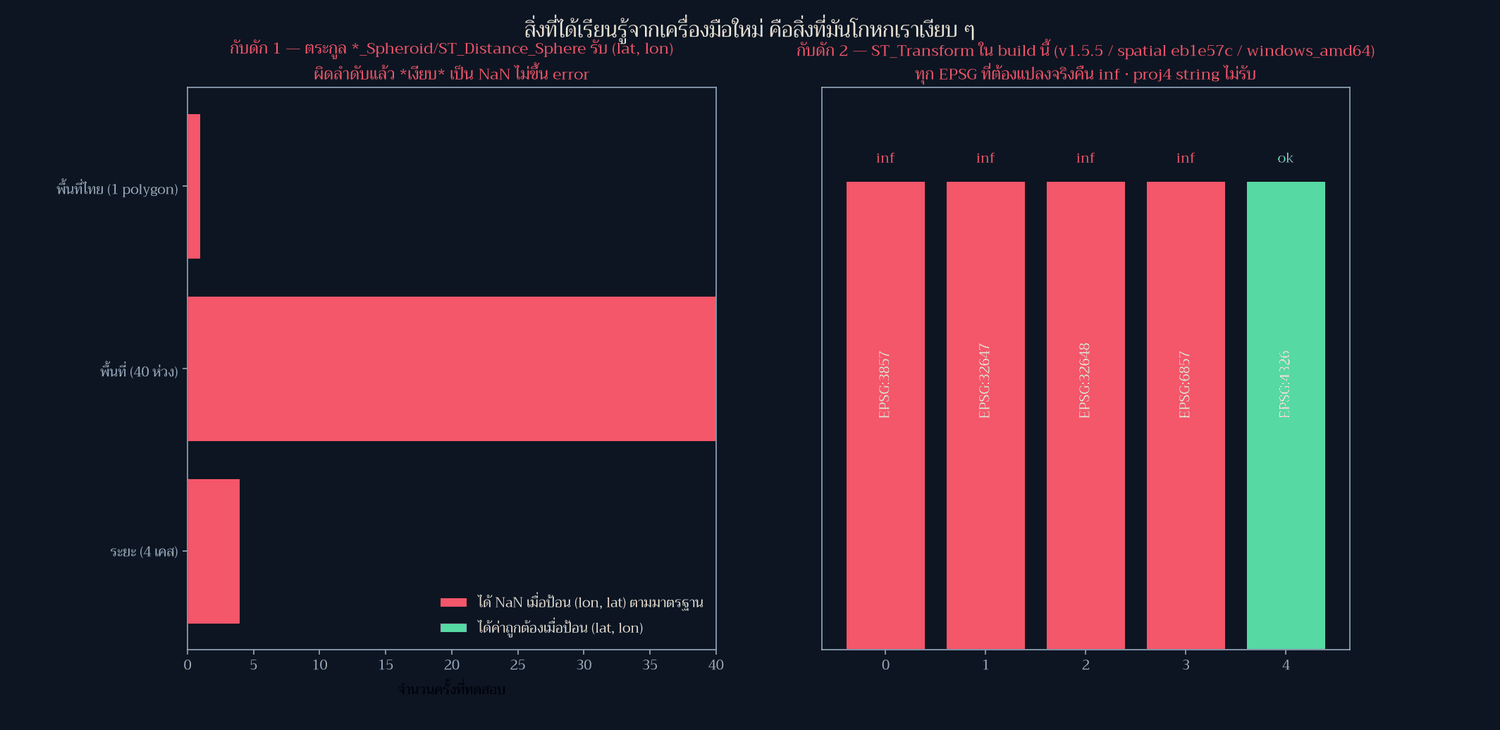 สิ่งที่ได้เรียนรู้จากเครื่องมือใหม่ คือสิ่งที่มันโกหกเราเงียบ ๆ
กับดัก 1 — ตระกูล *_Spheroid/ST_Distance_Sphere รับ (lat, lon)
ผิดลำดับแล้ว *เงียบ* เป็น NaN ไม่ขึ้น error
พื้นที่ไทย (1 polygon)
พื้นที่ (40 ห่วง)
ระยะ (4 เคส)
ได้ NaN เมื่อป้อน (lon, lat) ตามมาตรฐาน
ได้ค่าถูกต้องเมื่อป้อน (lat, lon)
0 5 10 15 20 25 30 35 40
จำนวนครั้งที่ทดสอบ
กับดัก 2 — ST_Transform ใน build นี้ (v1.5.5 / spatial eb1e57c / windows_amd64)
ทุก EPSG ที่ต้องแปลงจริงคืน inf · proj4 string ไม่รับ
inf inf inf inf ok
EPSG:3857
EPSG:32647
EPSG:32648
EPSG:6857
EPSG:4326
0 1 2 3 4